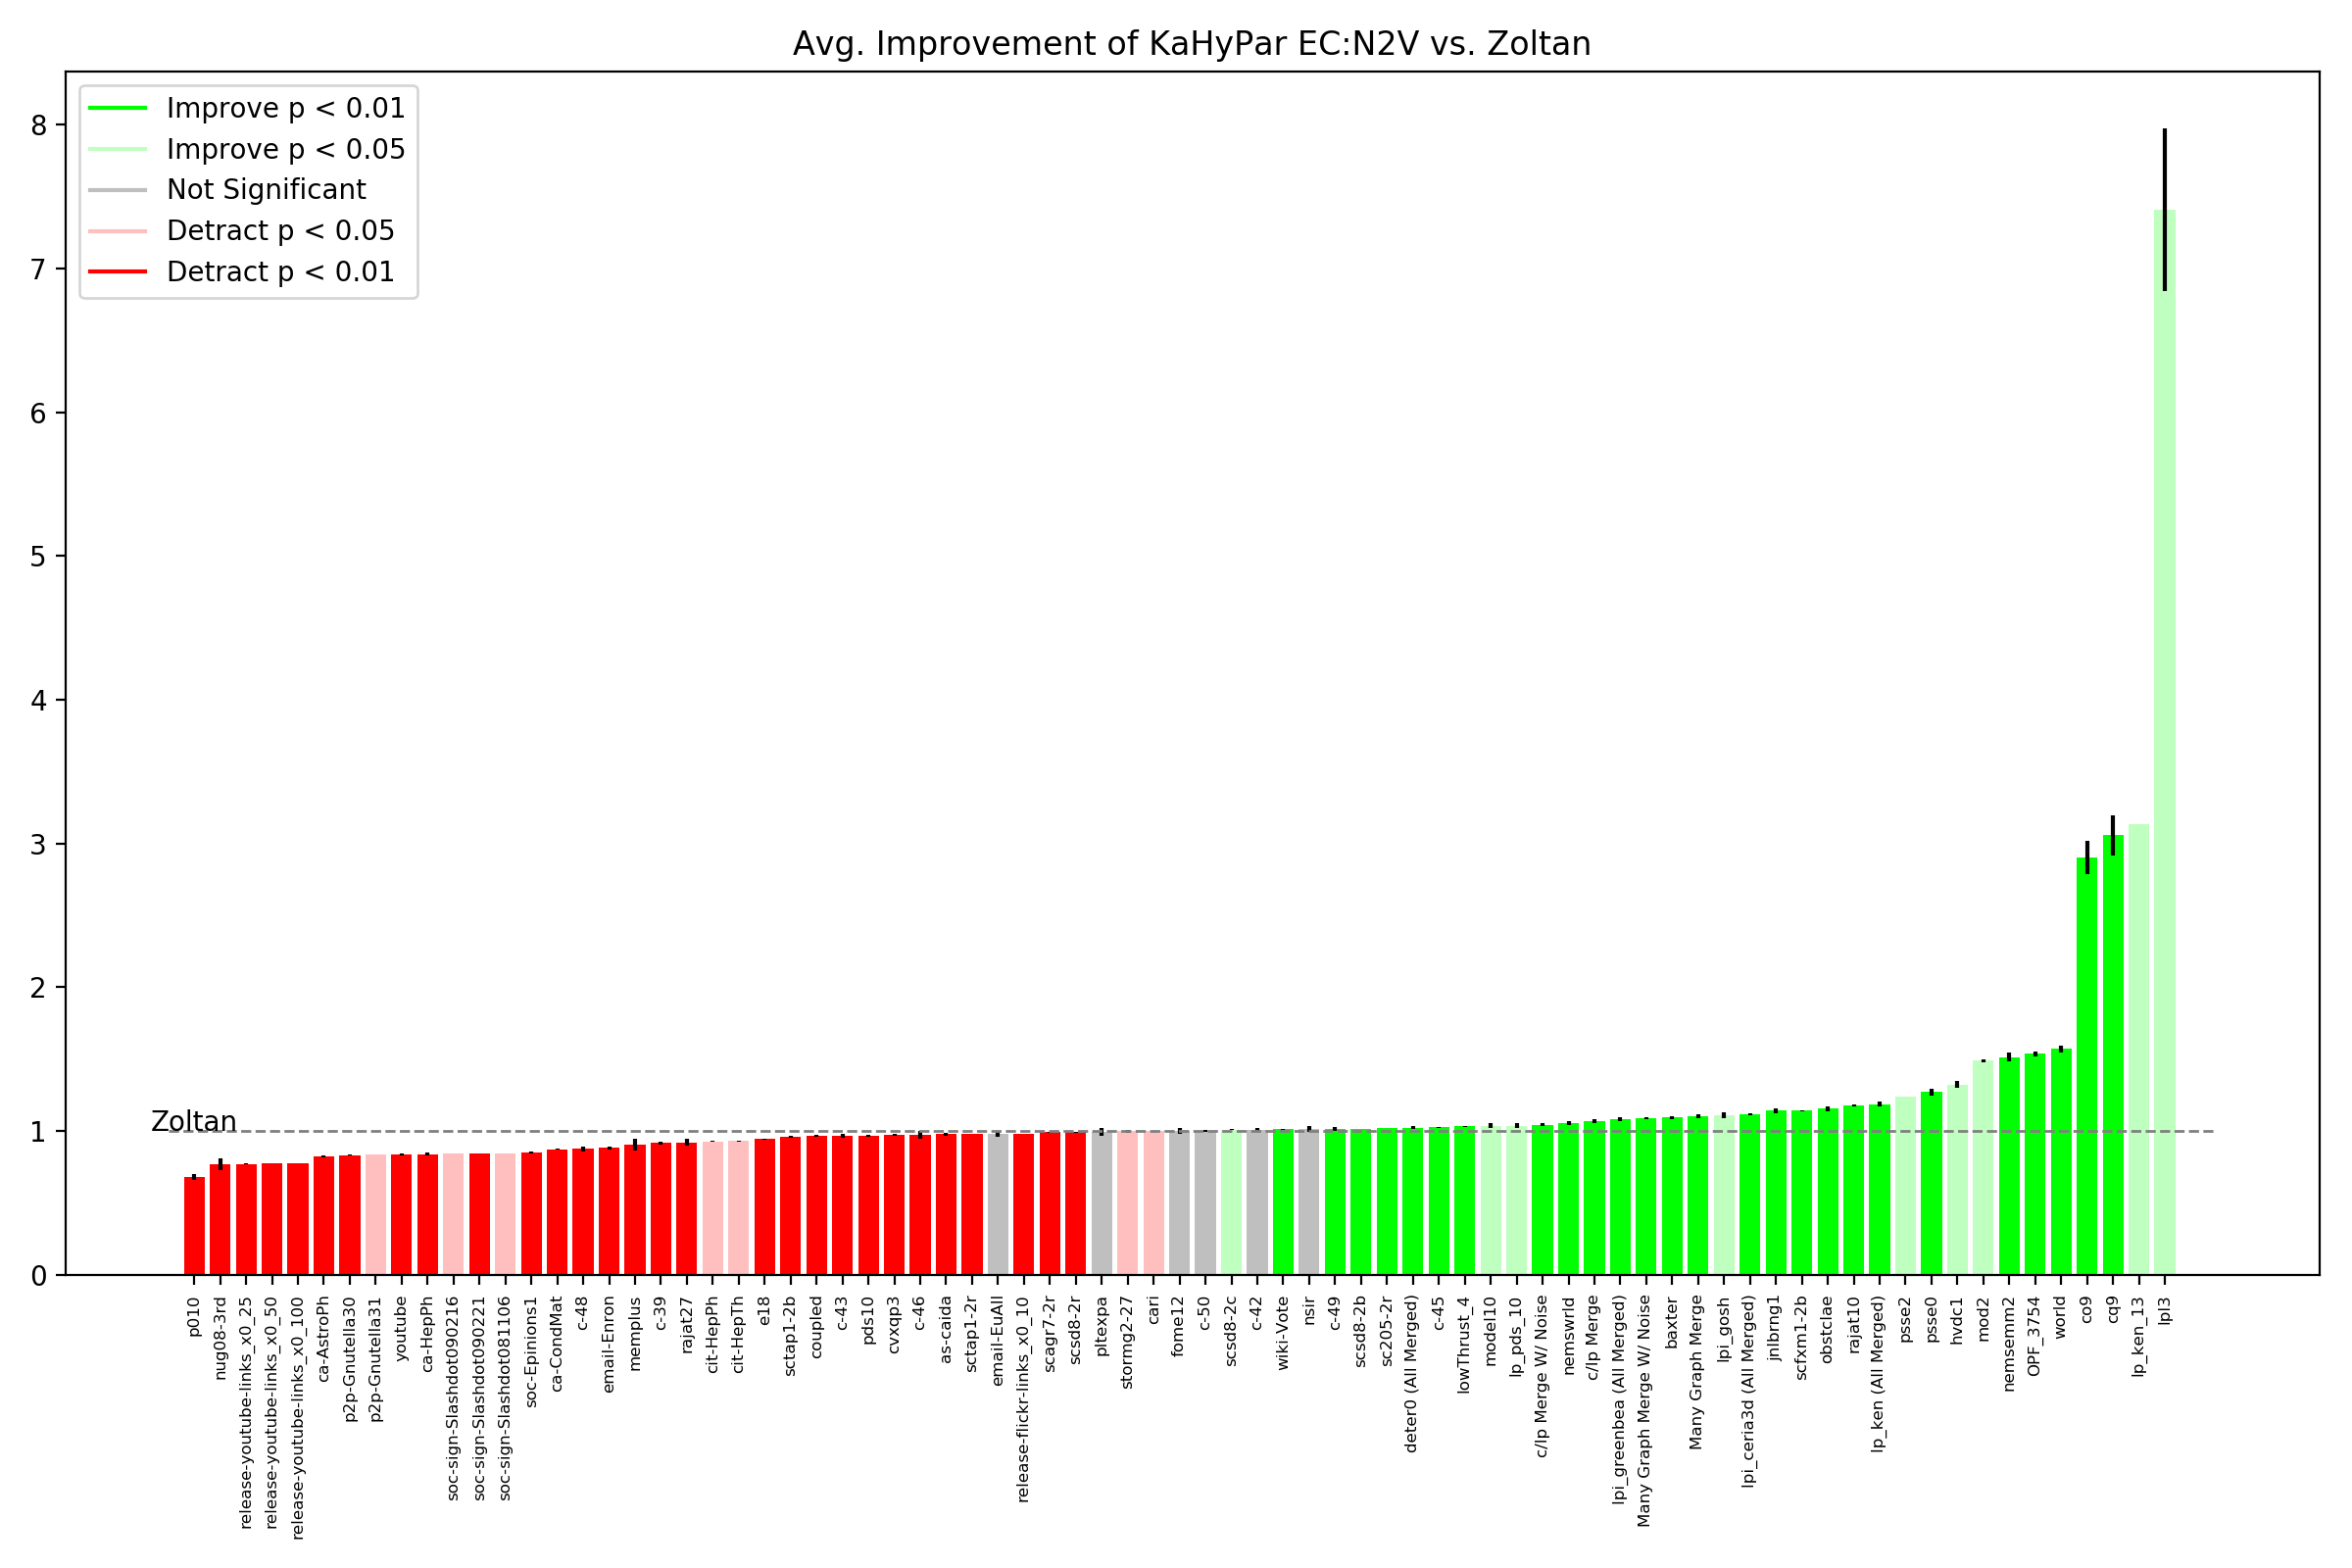 Avg. Improvement of KaHyPar EC:N2V vs. Zoltan
Improve p < 0.01
Improve p < 0.05
Not Significant
Detract p < 0.05
Detract p < 0.01
8
7
6
5
4
3
2
1
0
Zoltan
p010
nug08-3rd
release-youtube-links_x0_25
release-youtube-links_x0_50
release-youtube-links_x0_100
ca-AstroPh
p2p-Gnutella30
p2p-Gnutella31
youtube
ca-HepPh
soc-sign-Slashdot090216
soc-sign-Slashdot090221
soc-sign-Slashdot081106
soc-Epinions1
ca-CondMat
c-48
email-Enron
memplus
c-39
rajat27
cit-HepPh
cit-HepTh
e18
sctap1-2b
coupled
c-43
pds10
cvxqp3
c-46
as-caida
sctap1-2r
email-EuAll
release-flickr-links_x0_10
scagr7-2r
scsd8-2r
pltexpa
stormg2-27
cari
fome12
c-50
scsd8-2c
c-42
wiki-Vote
nsir
c-49
scsd8-2b
sc205-2r
deter0 (All Merged)
c-45
lowThrust_4
model10
lp_pds_10
c/lp Merge W/ Noise
nemswrld
c/lp Merge
lpi_greenbea (All Merged)
Many Graph Merge W/ Noise
baxter
Many Graph Merge
lpi_gosh
lpi_ceria3d (All Merged)
jnlbrng1
scfxm1-2b
obstclae
rajat10
lp_ken (All Merged)
psse2
psse0
hvdc1
mod2
nemsemm2
OPF_3754
world
co9
cq9
lp_ken_13
lpl3